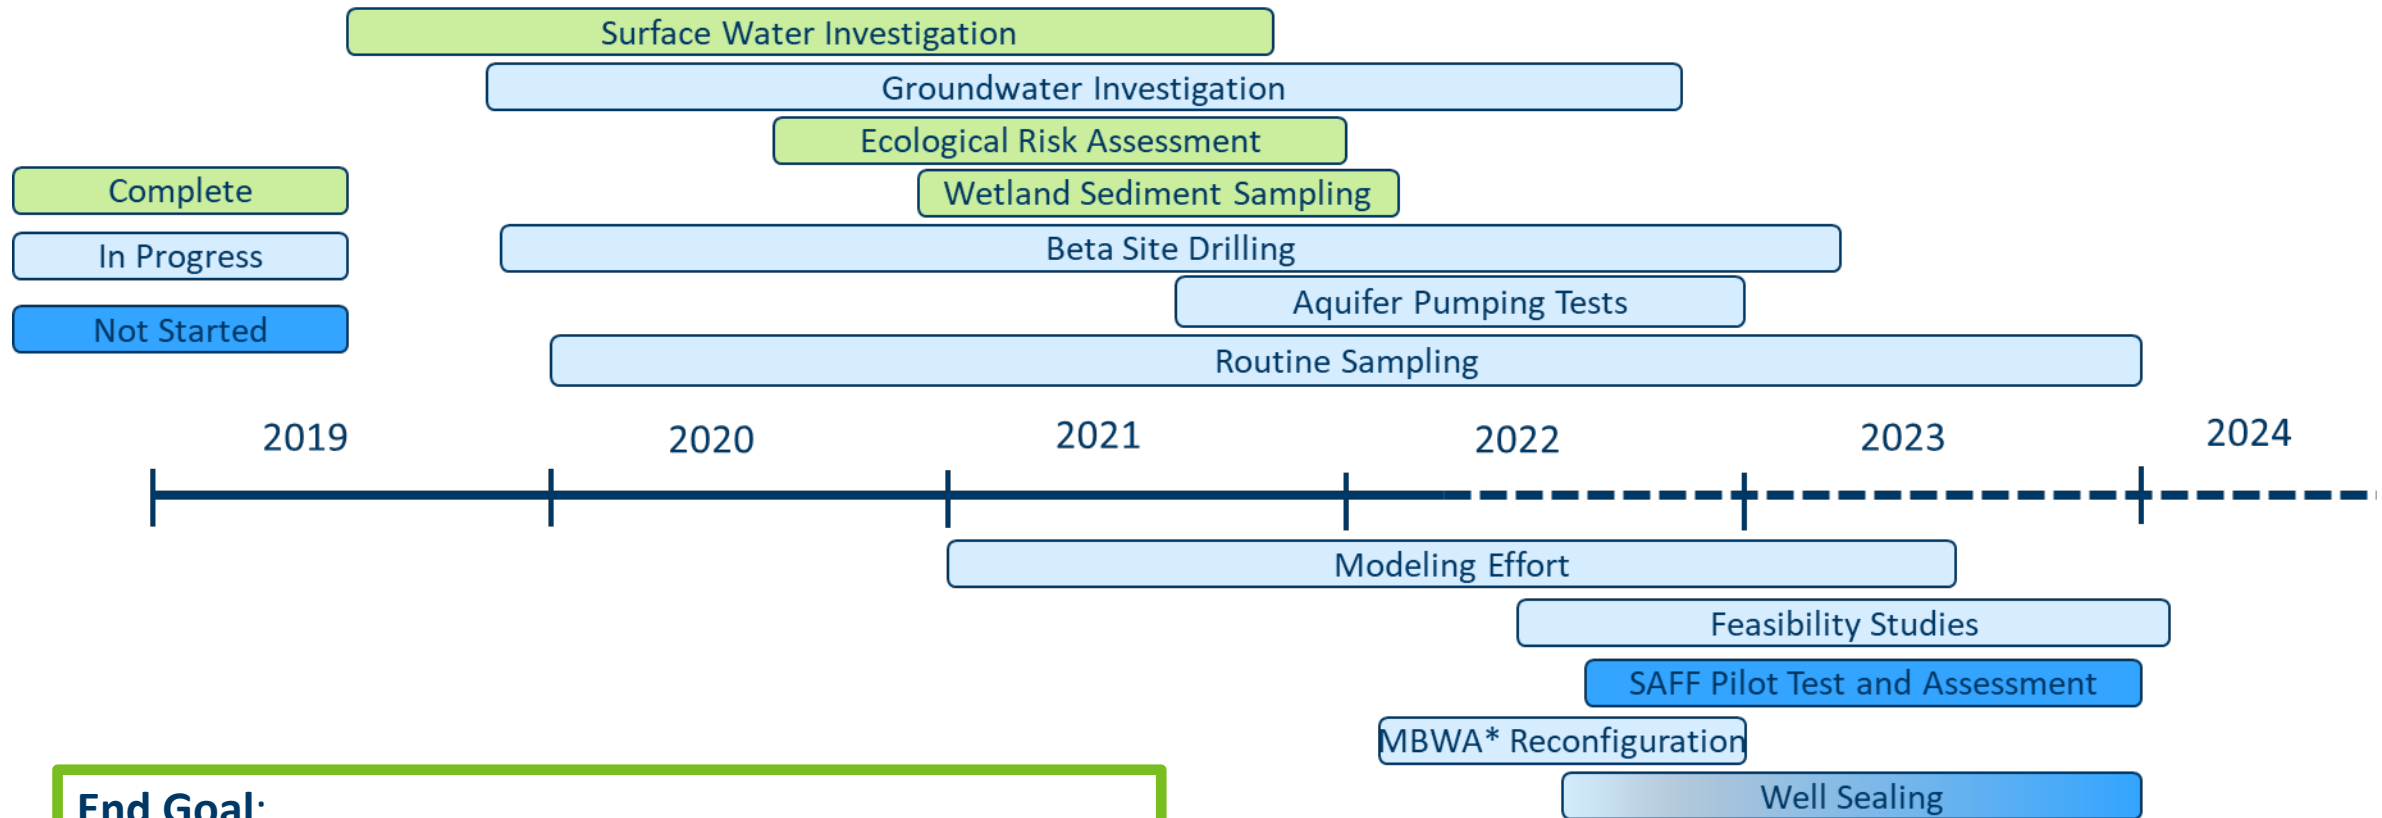 Surface Water Investigation
Groundwater Investigation
Ecological Risk Assessment
Complete
Wetland Sediment Sampling
In Progress
Beta Site Drilling
Not Started
Aquifer Pumping Tests
Routine Sampling
2019 2020 2021 2022 2023 2024
Modeling Effort
Feasibility Studies
SAFF Pilot Test and Assessment
MBWA* Reconfiguration
Well Sealing
End Goal: